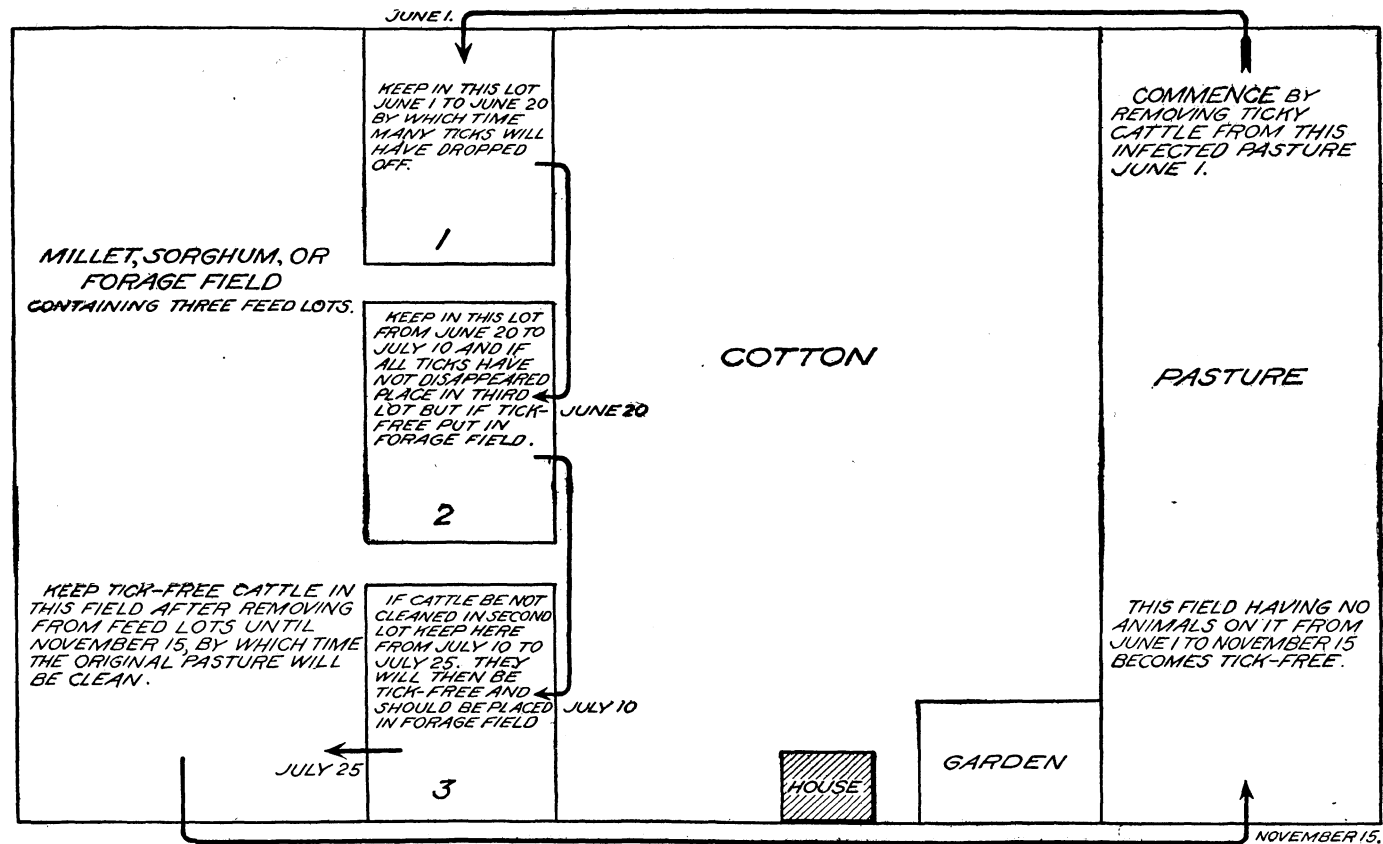 JUNE 1.
KEEP IN THIS LOT
JUNE 1 TO JUNE 20
BY WHICH TIME
MANY TICKS WILL
HAVE DROPPED
OFF.
1
COMMENCE BY
REMOVING TICKY
CATTLE FROM THIS
INFECTED PASTURE
JUNE 1.
MILLET, SORGHUM, OR
FORAGE FIELD
CONTAINING THREE FEED LOTS.
KEEP IN THIS LOT
FROM JUNE 20 TO
JULY 10 AND IF
ALL TICKS HAVE
NOT DISAPPEARED
PLACE IN THIRD
LOT BUT IF TICK-
FREE PUT IN
FORAGE FIELD.
2
JUNE 20
COTTON
PASTURE
KEEP TICK-FREE CATTLE IN
THIS FIELD AFTER REMOVING
FROM FEED LOTS UNTIL
NOVEMBER 15, BY WHICH TIME
THE ORIGINAL PASTURE WILL
BE CLEAN.
IF CATTLE BE NOT
CLEANED IN SECOND
LOT KEEP HERE
FROM JULY 10 TO
JULY 25. THEY
WILL THEN BE
TICK-FREE AND
SHOULD BE PLACED
IN FORAGE FIELD
3
JULY 10
JULY 25
THIS FIELD HAVING NO
ANIMALS ON IT FROM
JUNE 1 TO NOVEMBER 15
BECOMES TICK-FREE.
HOUSE
GARDEN
NOVEMBER 15.